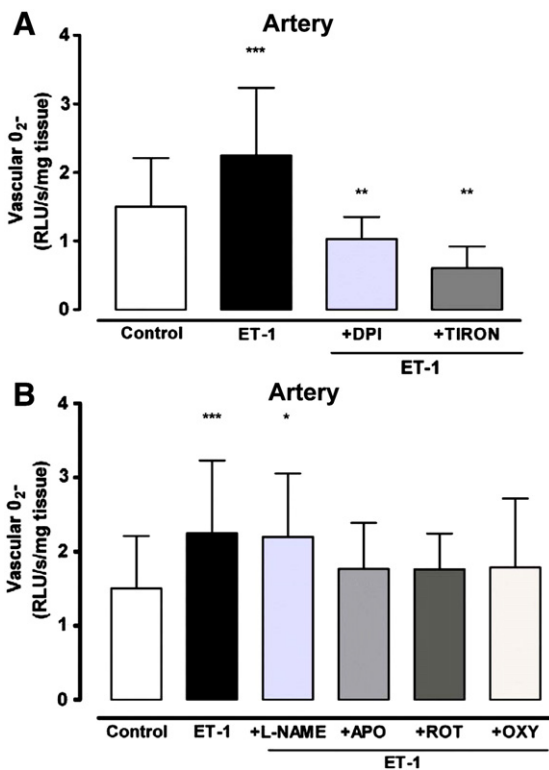 A
Artery
Vascular 0₂-
(RLU/s/mg tissue)
4
3
2
1
0
***
**
**
Control ET-1 +DPI +TIRON
ET-1
B
Artery
Vascular 0₂-
(RLU/s/mg tissue)
4
3
2
1
0
***
*
Control ET-1 +L-NAME +APO +ROT +OXY
ET-1